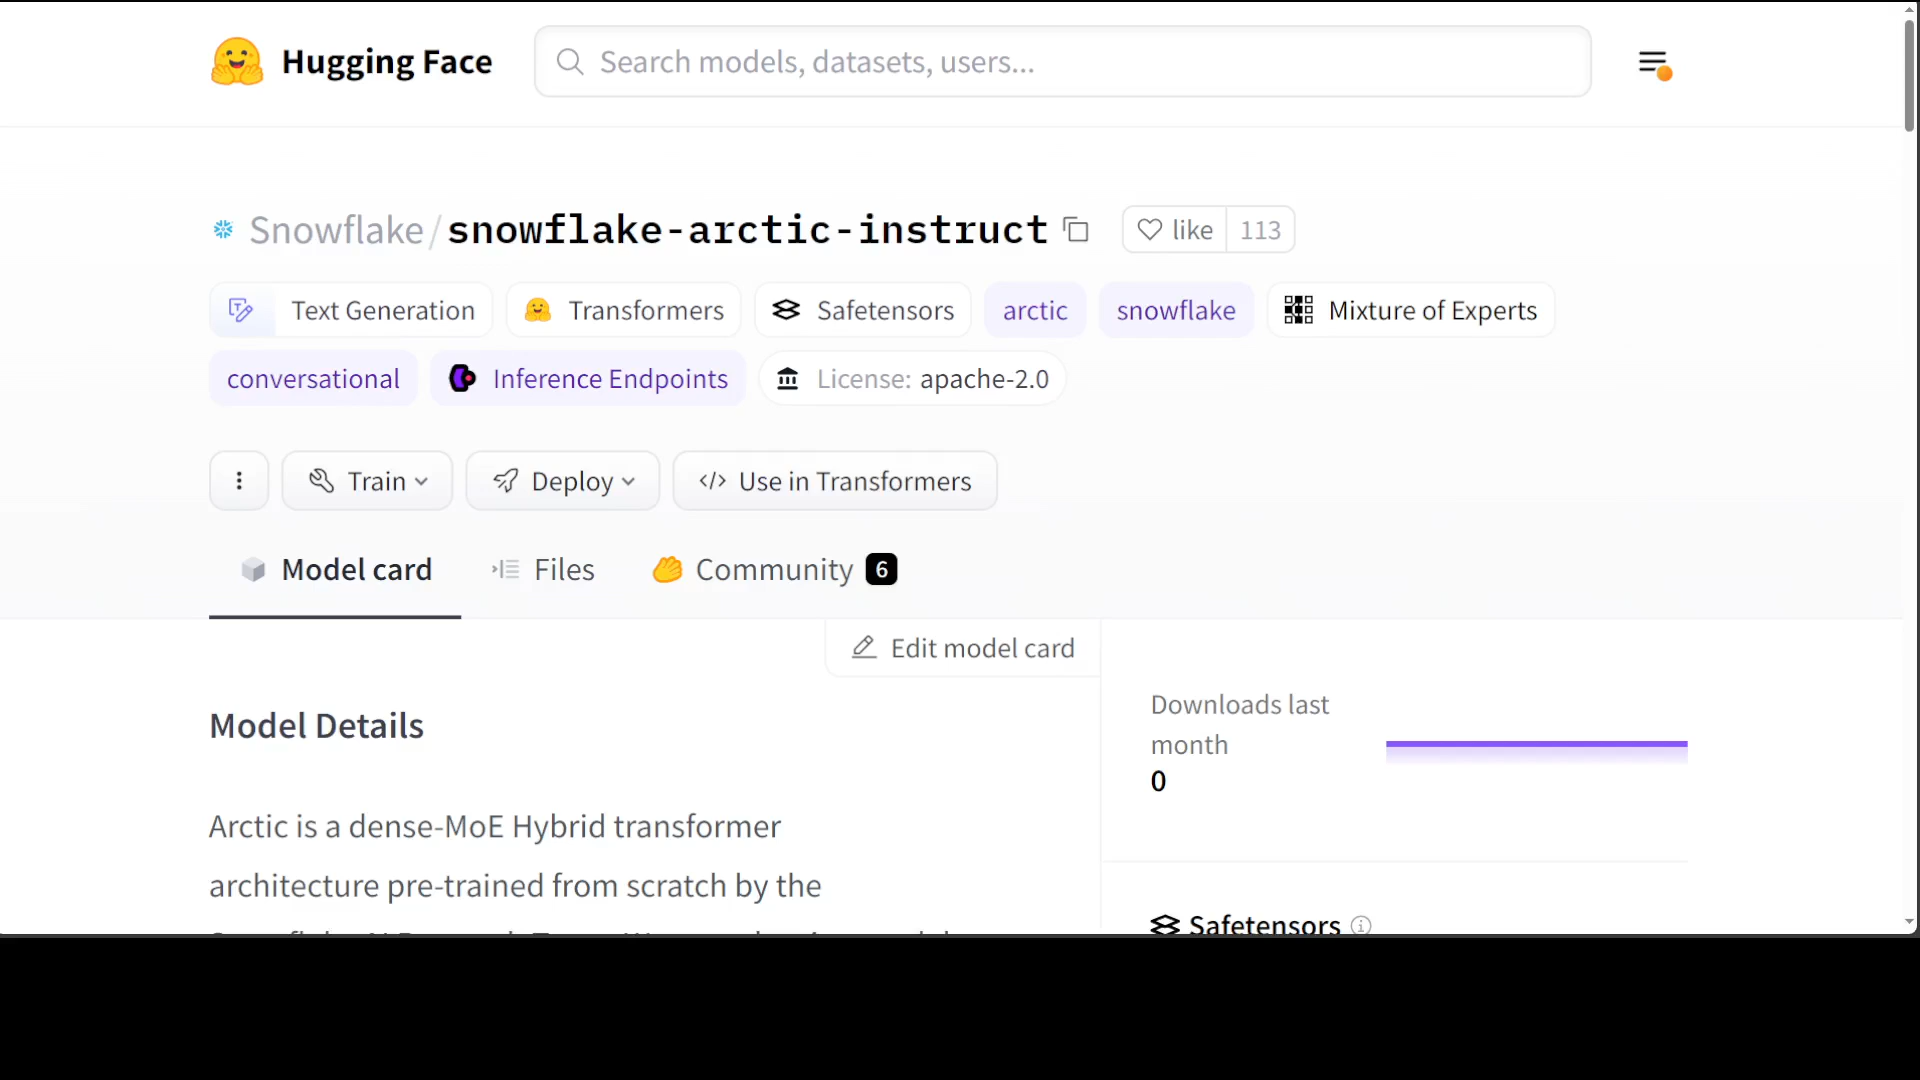 Hugging Face
Search models, datasets, users...
Snowflake/snowflake-arctic-instruct
like 113
Text Generation Transformers Safetensors arctic snowflake Mixture of Experts
conversational Inference Endpoints License: apache-2.0
Train Deploy </> Use in Transformers
Model card Files Community 6
Edit model card
Model Details
Arctic is a dense-MoE Hybrid transformer
architecture pre-trained from scratch by the
Downloads last
month
0
Safetensors